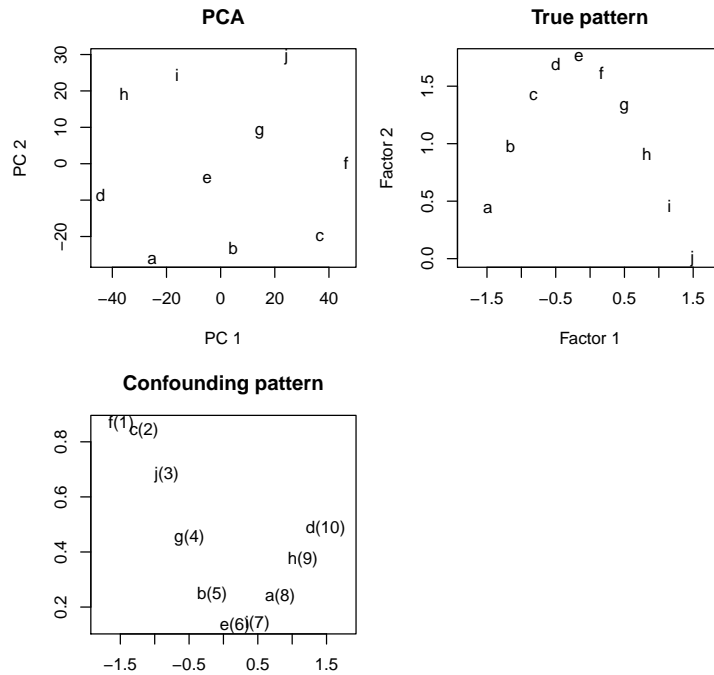 PCA
30
20
10
0
−20
PC 2
−40
−20
0
20
40
PC 1
j
i
h
g
f
e
d
c
b
a
True pattern
1.5
1.0
0.5
0.0
Factor 2
−1.5
−0.5
0.5
1.5
Factor 1
e
d
f
c
g
b
h
a
i
j
Confounding pattern
0.8
0.6
0.4
0.2
−1.5
−0.5
0.5
1.5
f(1)
c(2)
j(3)
g(4)
d(10)
h(9)
b(5)
a(8)
e(6)
i(7)